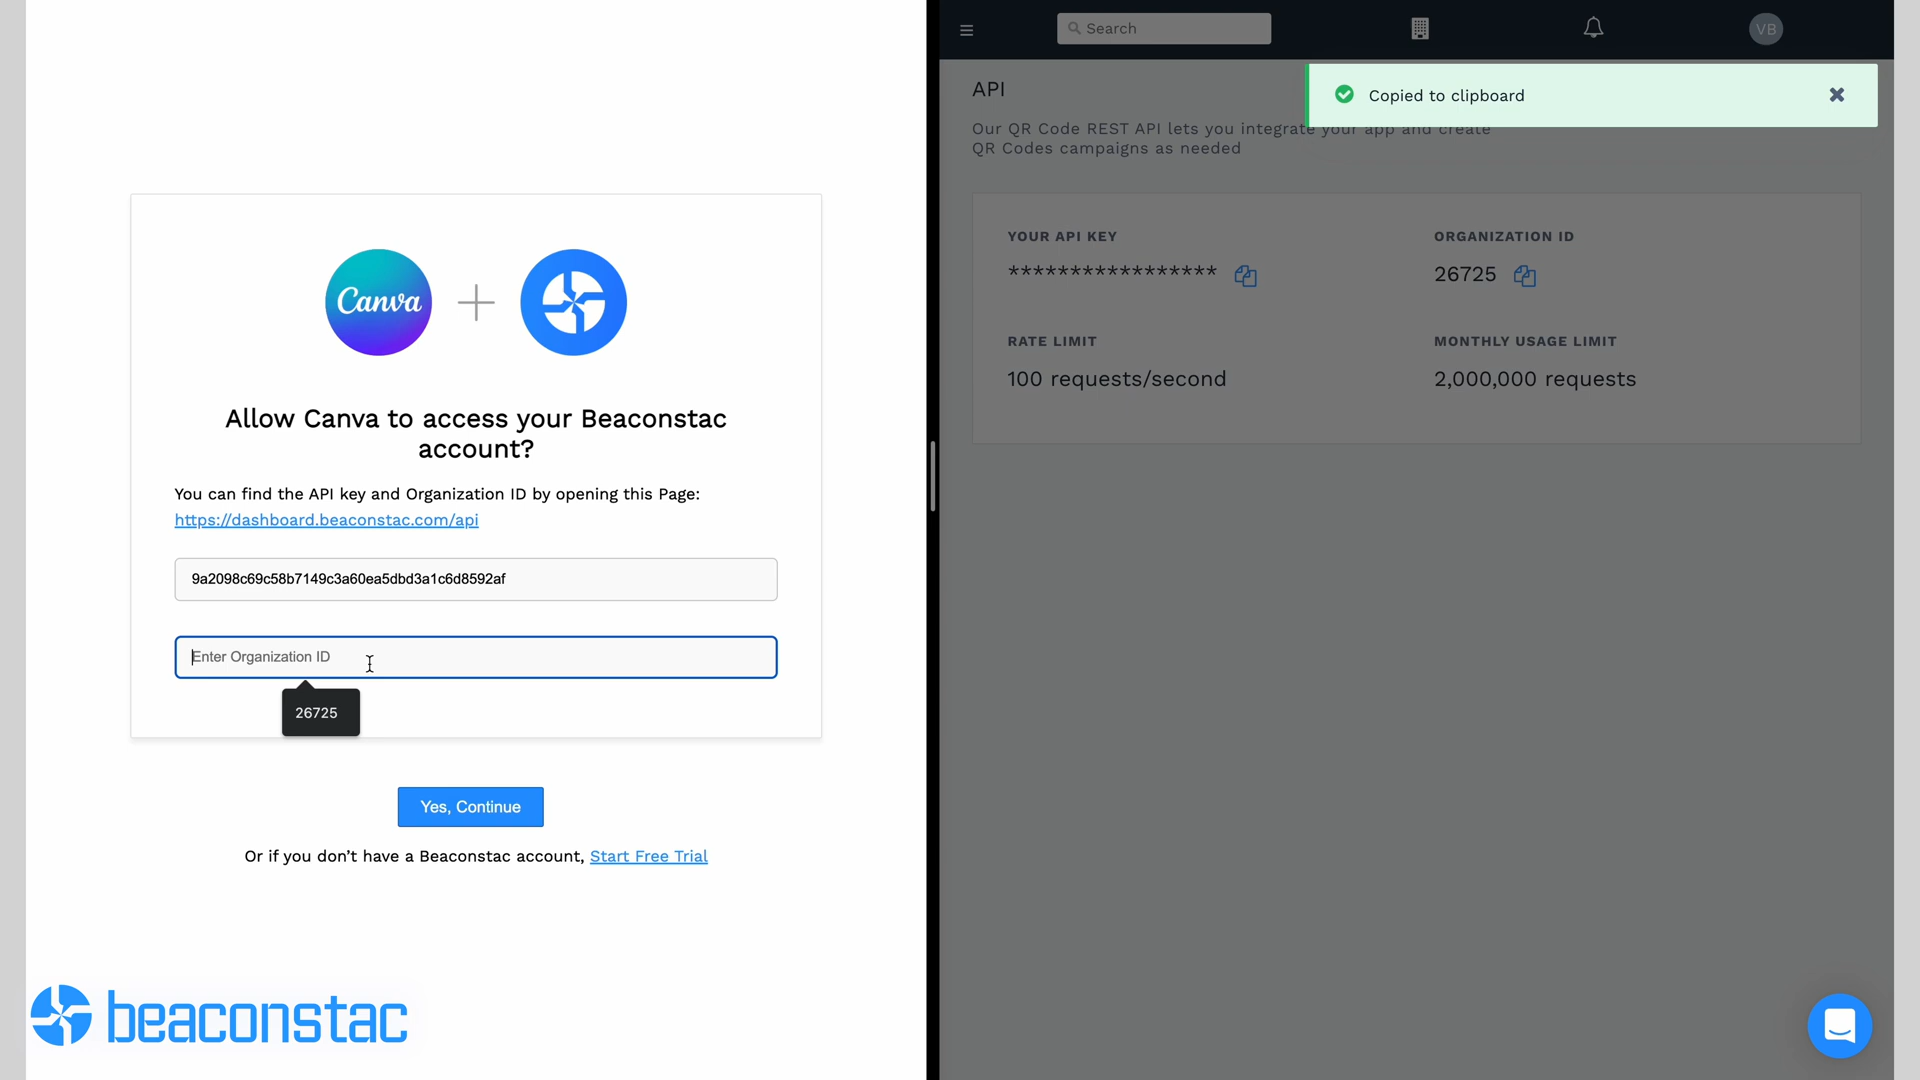 Canva
Allow Canva to access your Beaconstac
account?
You can find the API key and Organization ID by opening this Page:
https://dashboard.beaconstac.com/api
9a2098c69c58b7149c3a60ea5dbd3a1c6d8592af
Enter Organization ID
26725
Yes, Continue
Or if you don't have a Beaconstac account, Start Free Trial
beaconstac
Search
VB
Copied to clipboard
API
Our QR Code REST API lets you integrate your app and create
QR Codes campaigns as needed
YOUR API KEY
*****************
ORGANIZATION ID
26725
RATE LIMIT
100 requests/second
MONTHLY USAGE LIMIT
2,000,000 requests